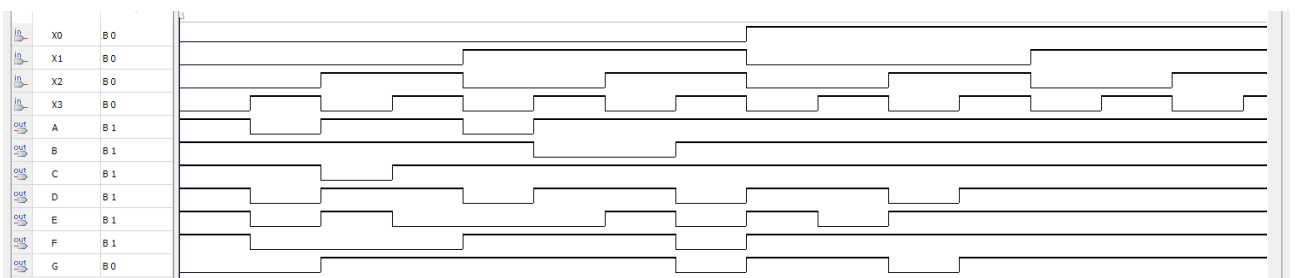 in X0 B 0
in X1 B 0
in X2 B 0
in X3 B 0
out A B 1
out B B 1
out C B 1
out D B 1
out E B 1
out F B 1
out G B 0